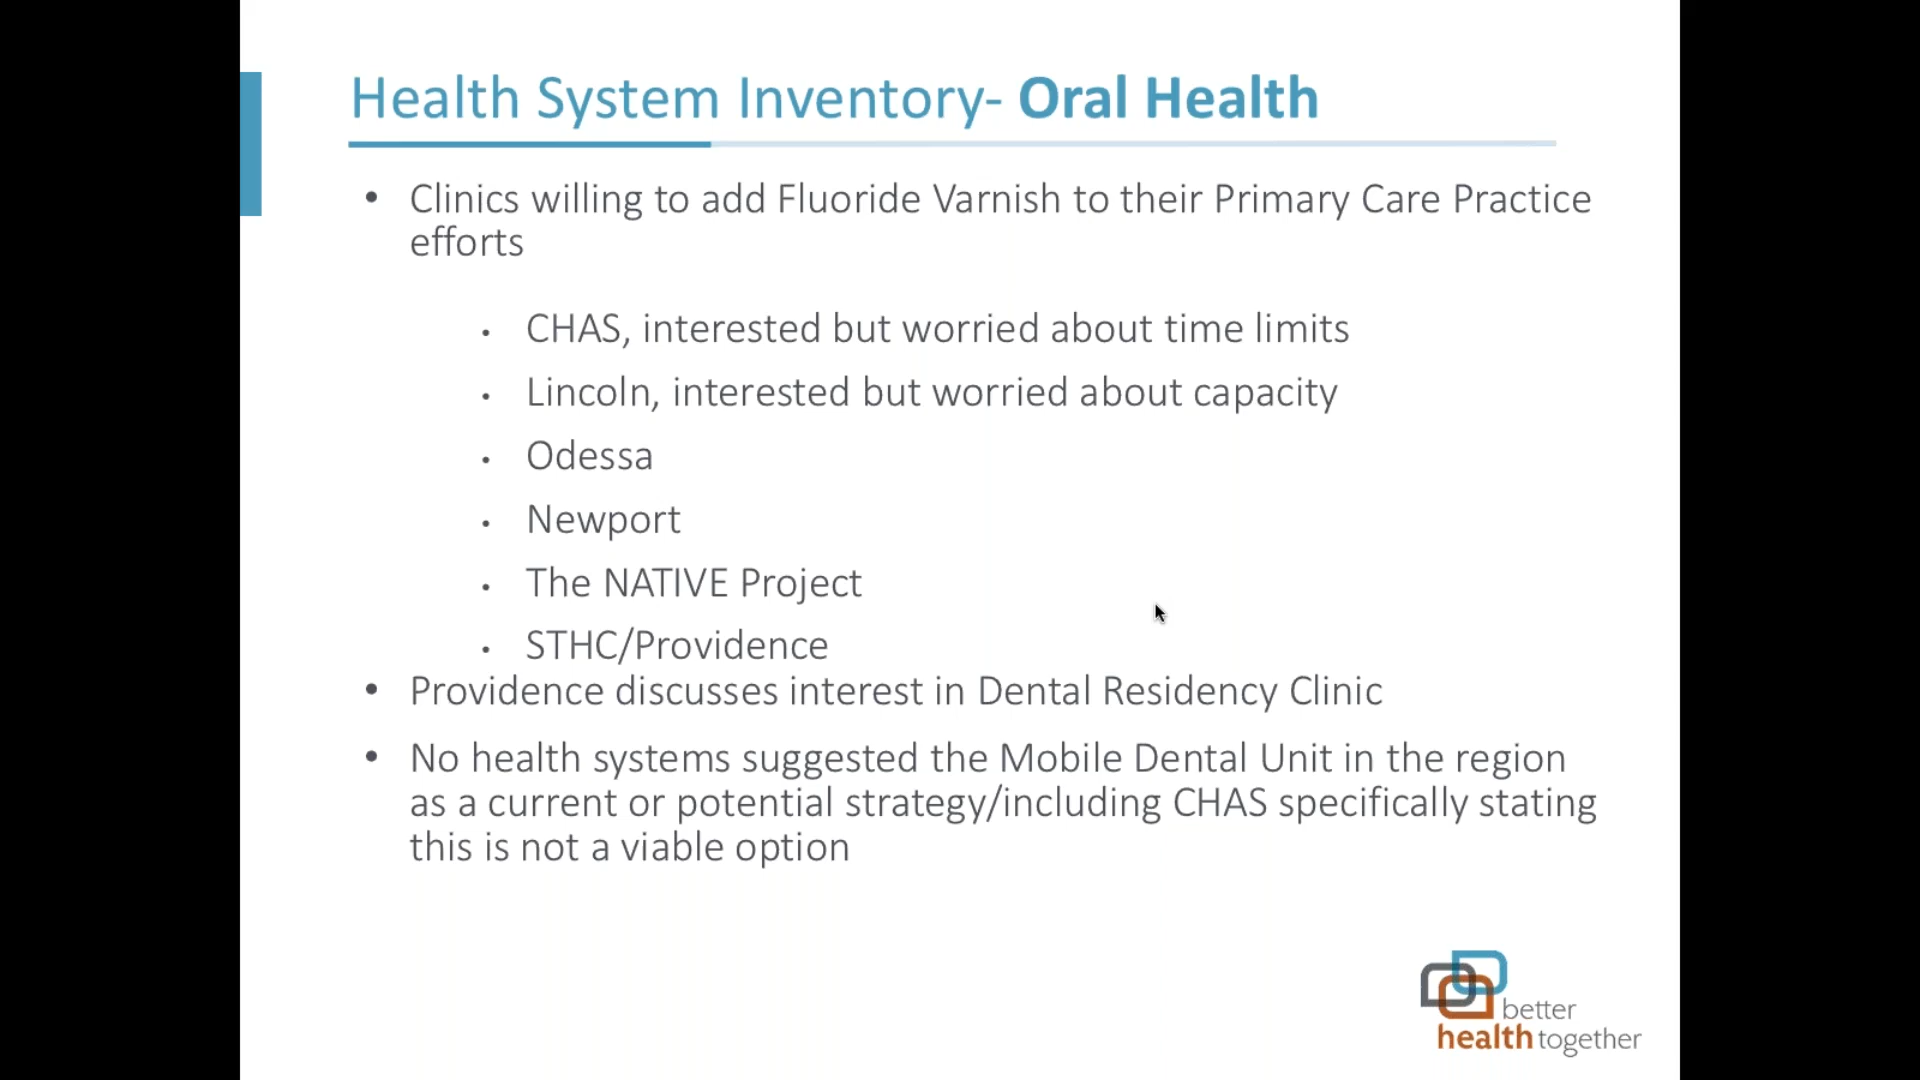 Health System Inventory- Oral Health
• Clinics willing to add Fluoride Varnish to their Primary Care Practice
efforts
• CHAS, interested but worried about time limits
• Lincoln, interested but worried about capacity
• Odessa
• Newport
• The NATIVE Project
• STHC/Providence
• Providence discusses interest in Dental Residency Clinic
• No health systems suggested the Mobile Dental Unit in the region
as a current or potential strategy/including CHAS specifically stating
this is not a viable option
better
health together